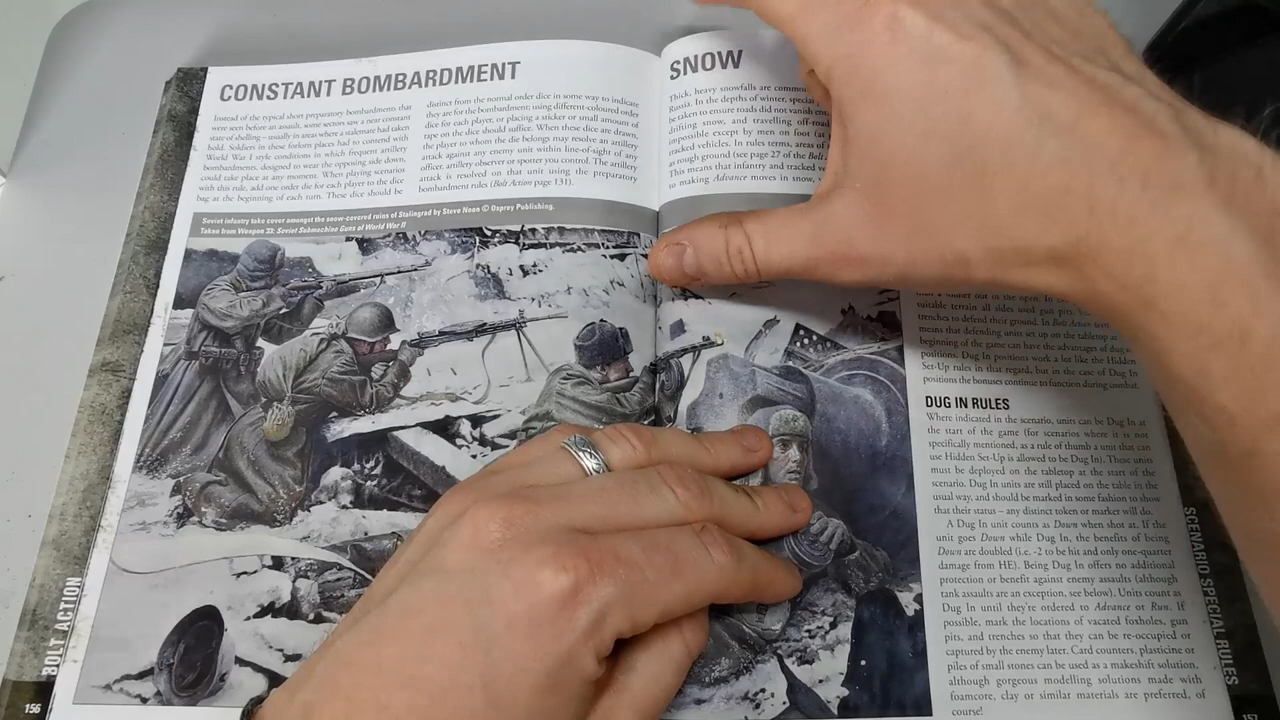 CONSTANT BOMBARDMENT
Instead of the typical short preparatory bombardments that
were seen before an assault, some sectors saw a near constant
state of shelling – usually in areas where a stalemate had taken
hold. Soldiers in these forlorn places had to contend with
World War I style conditions in which frequent artillery
bombardments, designed to wear the opposing side down,
could take place at any moment. When playing scenarios
with this rule, add one order die for each player to the dice
bag at the beginning of each turn. These dice should be
distinct from the normal order dice in some way to indicate
they are for the bombardment; using different-coloured order
dice for each player, or placing a sticker or small amount of
tape on the dice should suffice. When these dice are drawn,
the player to whom the die belongs may resolve an artillery
attack against any enemy unit within line-of-sight of any
officer, artillery observer or spotter you control. The artillery
attack is resolved on that unit using the preparatory
bombardment rules (Bolt Action page 131).
Soviet infantry take cover amongst the snow-covered ruins of Stalingrad by Steve Noon © Osprey Publishing.
Taken from Weapon 33: Soviet Submachine Guns of World War II
BOLT ACTION
156
SNOW
Thick, heavy snowfalls are
Russia. In the depths of winter, special
be taken to ensure roads did not vanish
drifting snow, and travelling off-road
impossible except by men on foot (at
tracked vehicles. In rules terms, areas of
as rough ground (see page 27 of the Bolt
This means that infantry and tracked
to making Advance moves in snow,
out in the open. In
suitable terrain all sides used gun pits,
trenches to defend their ground. In Bolt Action
means that defending units set up on the tabletop at
beginning of the game can have the advantages of dug
positions. Dug In positions work a lot like the Hidden
Set-Up rules in that regard, but in the case of Dug In
positions the bonuses continue to function during combat.
DUG IN RULES
Where indicated in the scenario, units can be Dug In at
the start of the game (for scenarios where it is not
specifically mentioned, as a rule of thumb a unit that can
use Hidden Set-Up is allowed to be Dug In). These units
must be deployed on the tabletop at the start of the
scenario. Dug In units are still placed on the table in the
usual way, and should be marked in some fashion to show
that their status – any distinct token or marker will do.
A Dug In unit counts as Down when shot at. If the
unit goes Down while Dug In, the benefits of being
Down are doubled (i.e. -2 to be hit and only one-quarter
damage from HE). Being Dug In offers no additional
protection or benefit against enemy assaults (although
tank assaults are an exception, see below). Units count as
Dug In until they're ordered to Advance or Run. If
possible, mark the locations of vacated foxholes, gun
pits, and trenches so that they can be re-occupied or
captured by the enemy later. Card counters, plasticine or
piles of small stones can be used as a makeshift solution,
although gorgeous modelling solutions made with
foamcore, clay or similar materials are preferred, of
course!
SCENARIO SPECIAL RULES
157